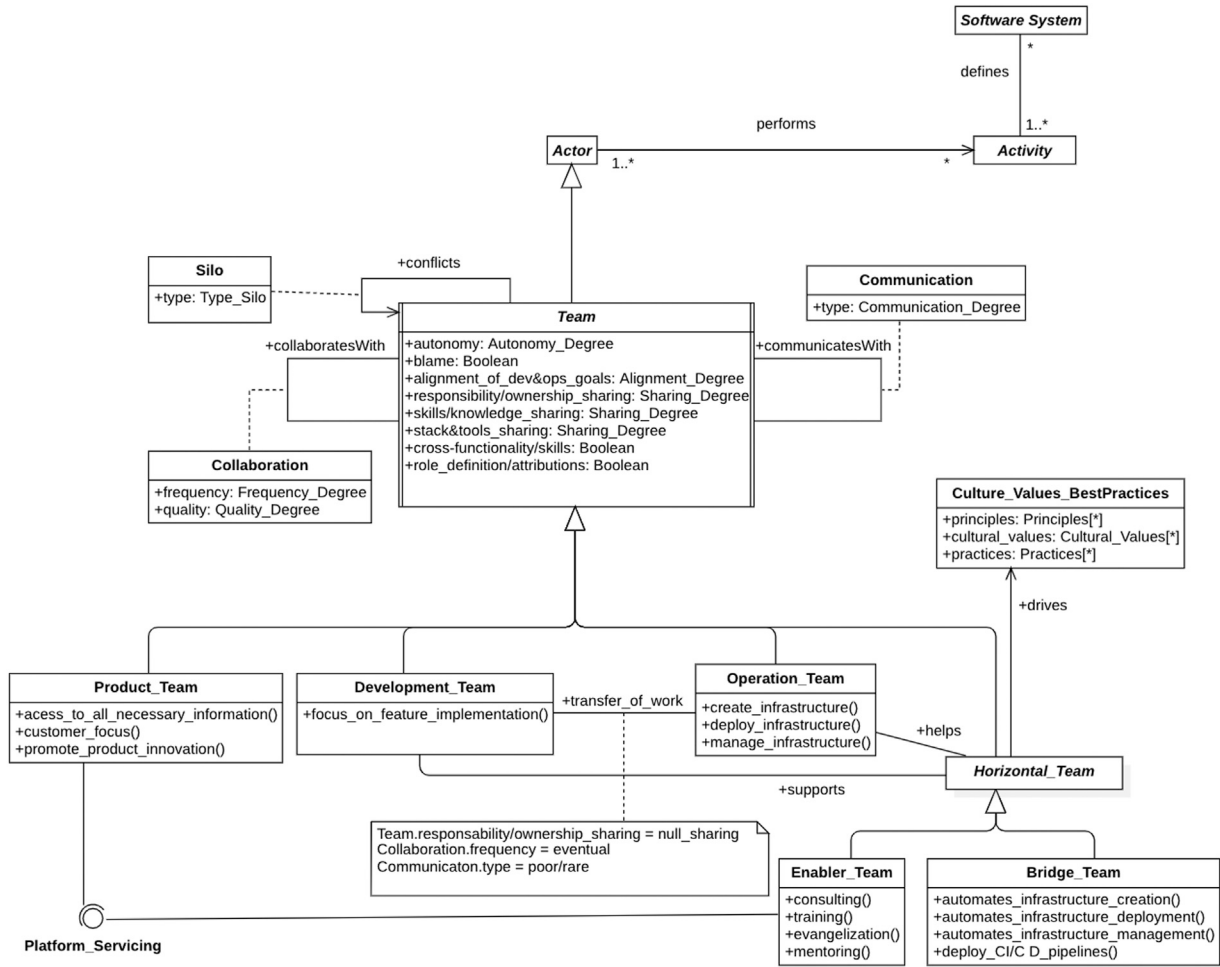 Software System
*
defines
1..*
Activity
performs
Actor
1..*
*
Silo
+type: Type_Silo
+conflicts
Communication
+type: Communication_Degree
Team
+autonomy: Autonomy_Degree
+blame: Boolean
+alignment_of_dev&ops_goals: Alignment_Degree
+responsibility/ownership_sharing: Sharing_Degree
+skills/knowledge_sharing: Sharing_Degree
+stack&tools_sharing: Sharing_Degree
+cross-functionality/skills: Boolean
+role_definition/attributions: Boolean
+collaboratesWith
+communicatesWith
Collaboration
+frequency: Frequency_Degree
+quality: Quality_Degree
Culture_Values_BestPractices
+principles: Principles[*]
+cultural_values: Cultural_Values[*]
+practices: Practices[*]
+drives
Product_Team
+acess_to_all_necessary_information()
+customer_focus()
+promote_product_innovation()
Development_Team
+focus_on_feature_implementation()
+transfer_of_work
Operation_Team
+create_infrastructure()
+deploy_infrastructure()
+manage_infrastructure()
+helps
Horizontal_Team
+supports
Team.responsability/ownership_sharing = null_sharing
Collaboration.frequency = eventual
Communicaton.type = poor/rare
Enabler_Team
+consulting()
+training()
+evangelization()
+mentoring()
Bridge_Team
+automates_infrastructure_creation()
+automates_infrastructure_deployment()
+automates_infrastructure_management()
+deploy_CI/C D_pipelines()
Platform_Servicing